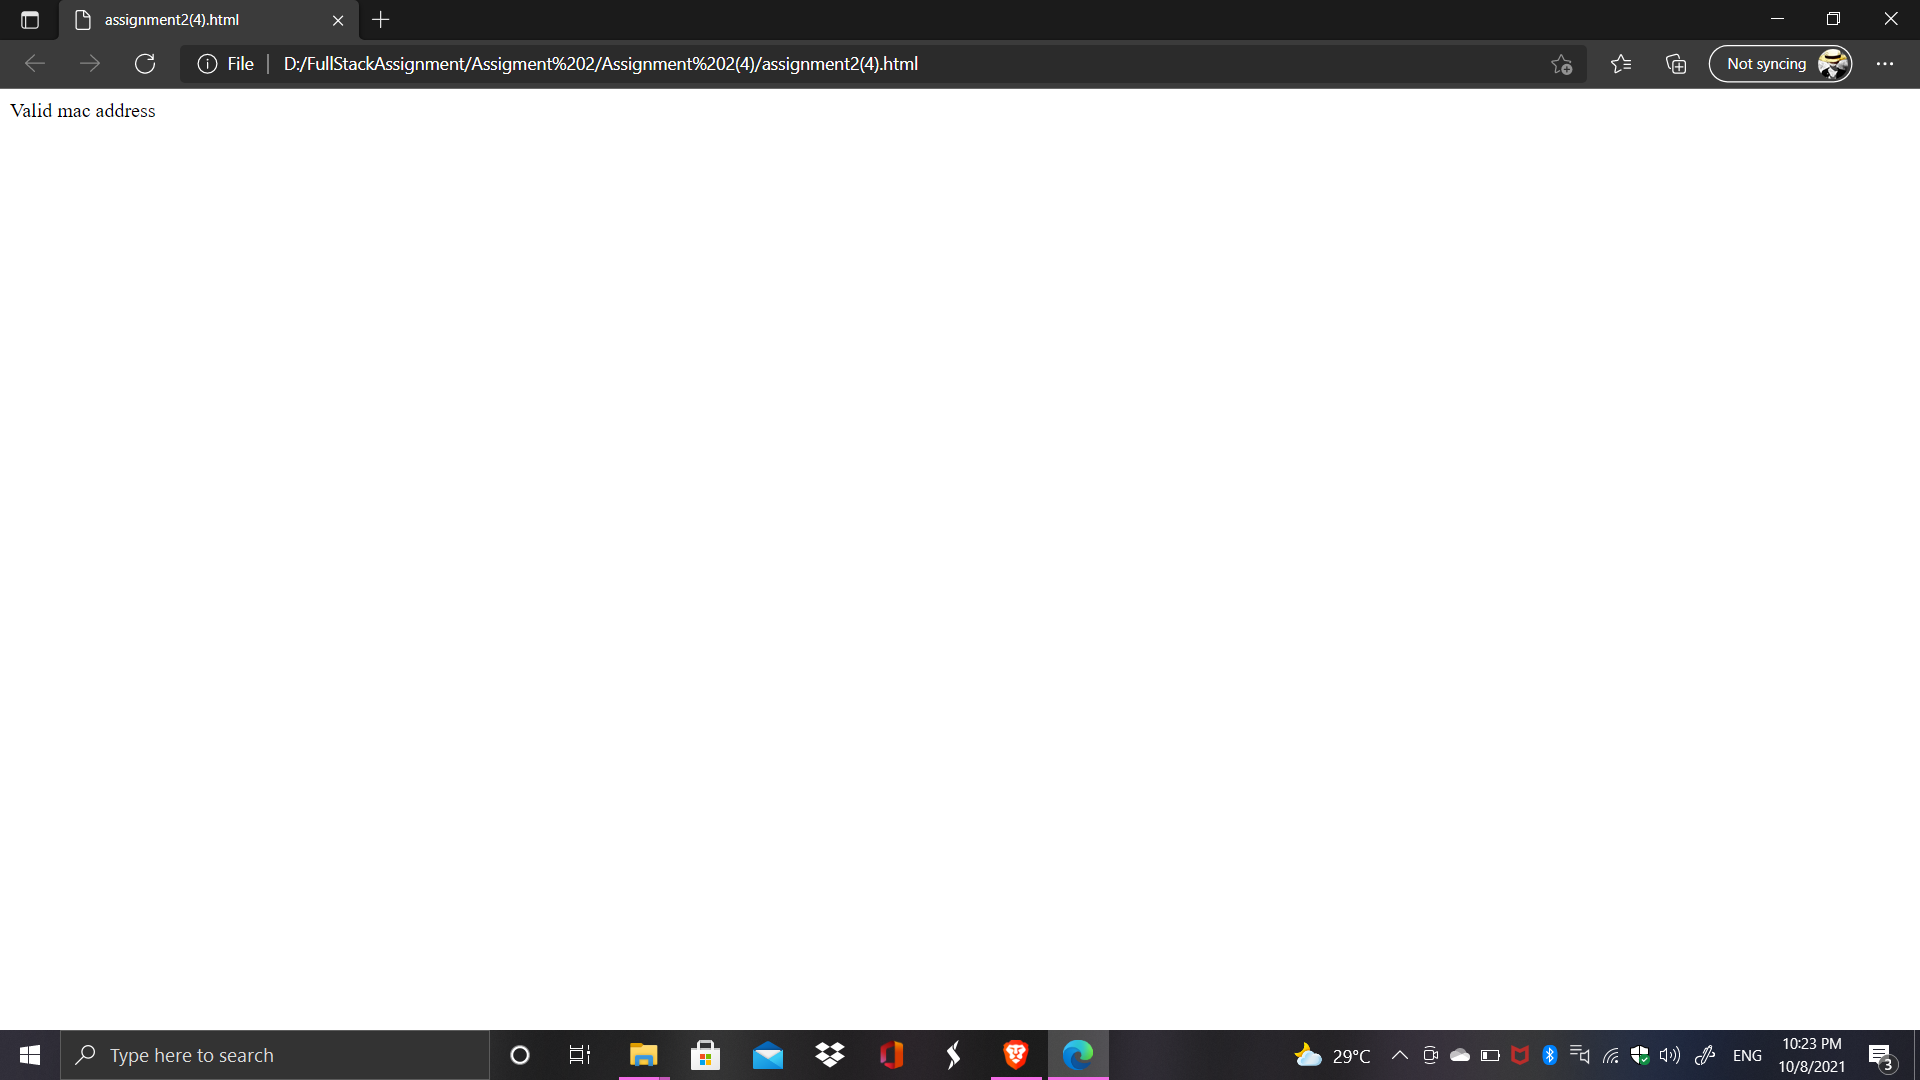 assignment2(4).html
File
D:/FullStackAssignment/Assigment%202/Assignment%202(4)/assignment2(4).html
Not syncing
Valid mac address
Type here to search
29°C
ENG
10:23 PM
10/8/2021
3